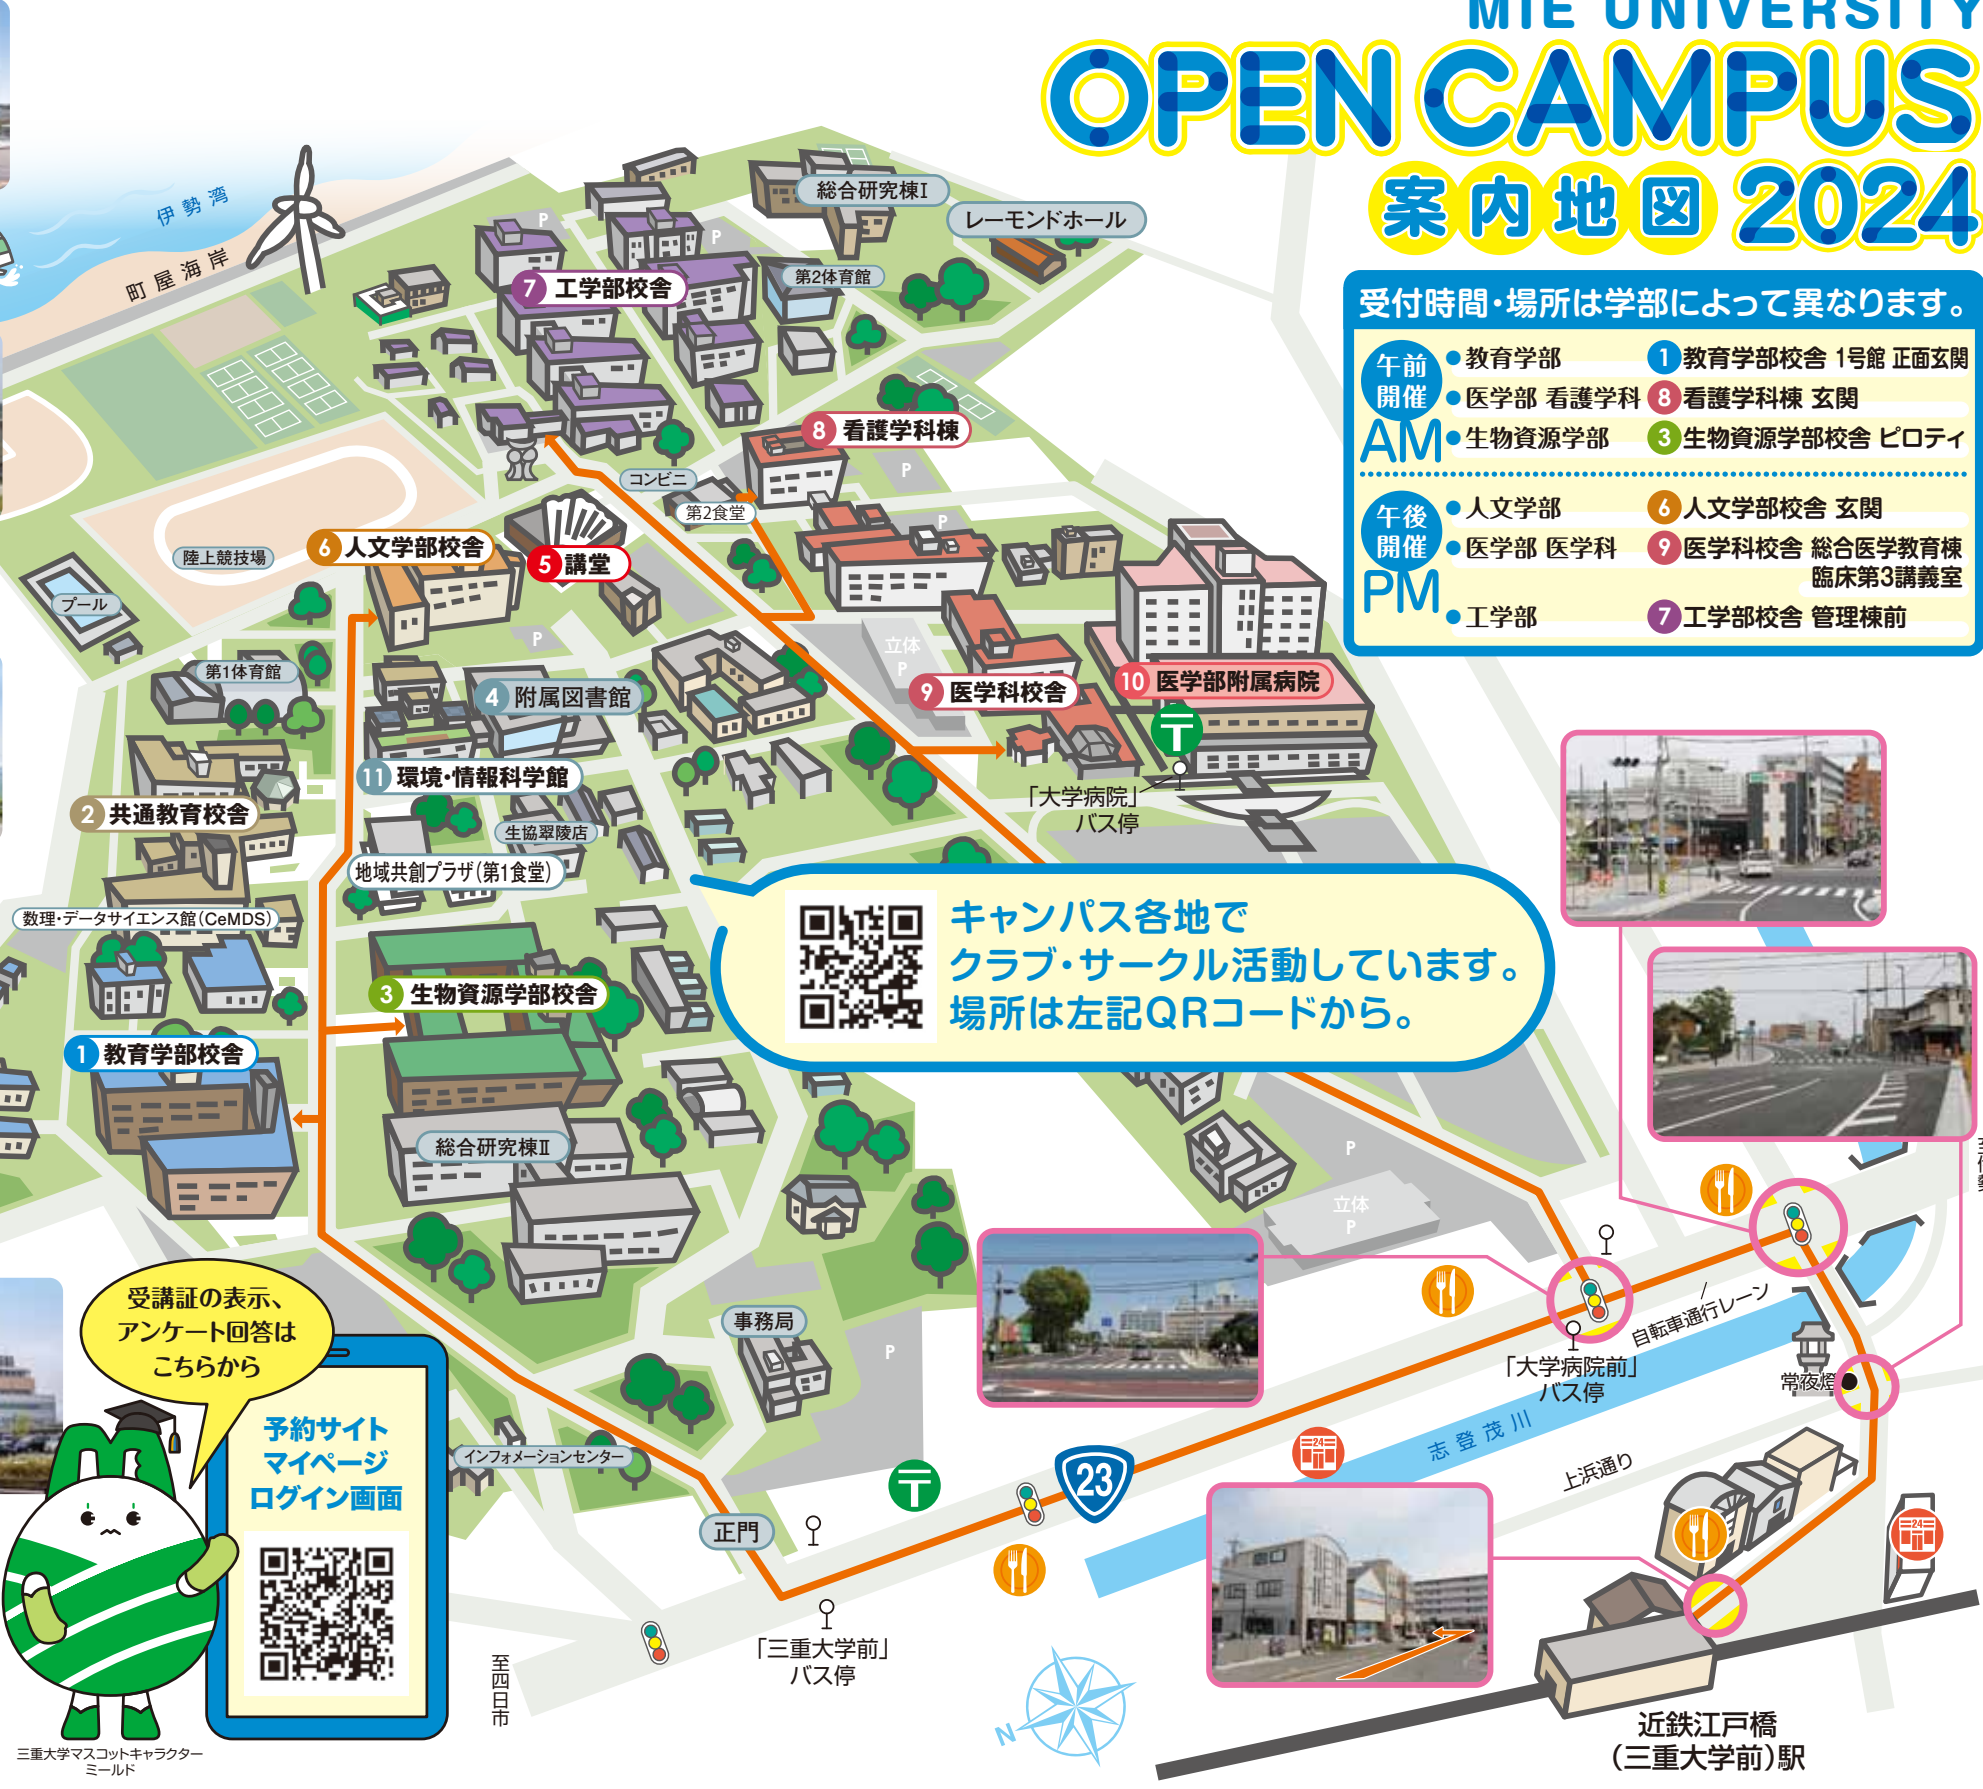 MIE UNIVERSITY
OPEN CAMPUS
案内地図 2024
受付時間・場所は学部によって異なります。
午前
開催
AM
教育学部 1 教育学部校舎 1号館 正面玄関
医学部 看護学科 8 看護学科棟 玄関
生物資源学部 3 生物資源学部校舎 ピロティ
午後
開催
PM
人文学部 6 人文学部校舎 玄関
医学部 医学科 9 医学科校舎 総合医学教育棟
臨床第3講義室
工学部 7 工学部校舎 管理棟前
伊勢湾
町屋海岸
総合研究棟Ⅰ
レーモンドホール
P
P
第2体育館
7 工学部校舎
8 看護学科棟
コンビニ
第2食堂
P
P
陸上競技場
6 人文学部校舎
5 講堂
プール
P
立体
P
第1体育館
4 附属図書館
9 医学科校舎
10 医学部附属病院
〒
11 環境・情報科学館
「大学病院」
バス停
2 共通教育校舎
生協翠陵店
地域共創プラザ(第1食堂)
数理・データサイエンス館(CeMDS)
キャンパス各地で
クラブ・サークル活動しています。
場所は左記QRコードから。
3 生物資源学部校舎
1 教育学部校舎
総合研究棟Ⅱ
P
立体
P
事務局
P
自転車通行レーン
「大学病院前」
バス停
常夜燈
志登茂川
上浜通り
24
24
23
〒
インフォメーションセンター
正門
「三重大学前」
バス停
至四日市
N
近鉄江戸橋
(三重大学前)駅
受講証の表示、
アンケート回答は
こちらから
予約サイト
マイページ
ログイン画面
三重大学マスコットキャラクター
ミールド